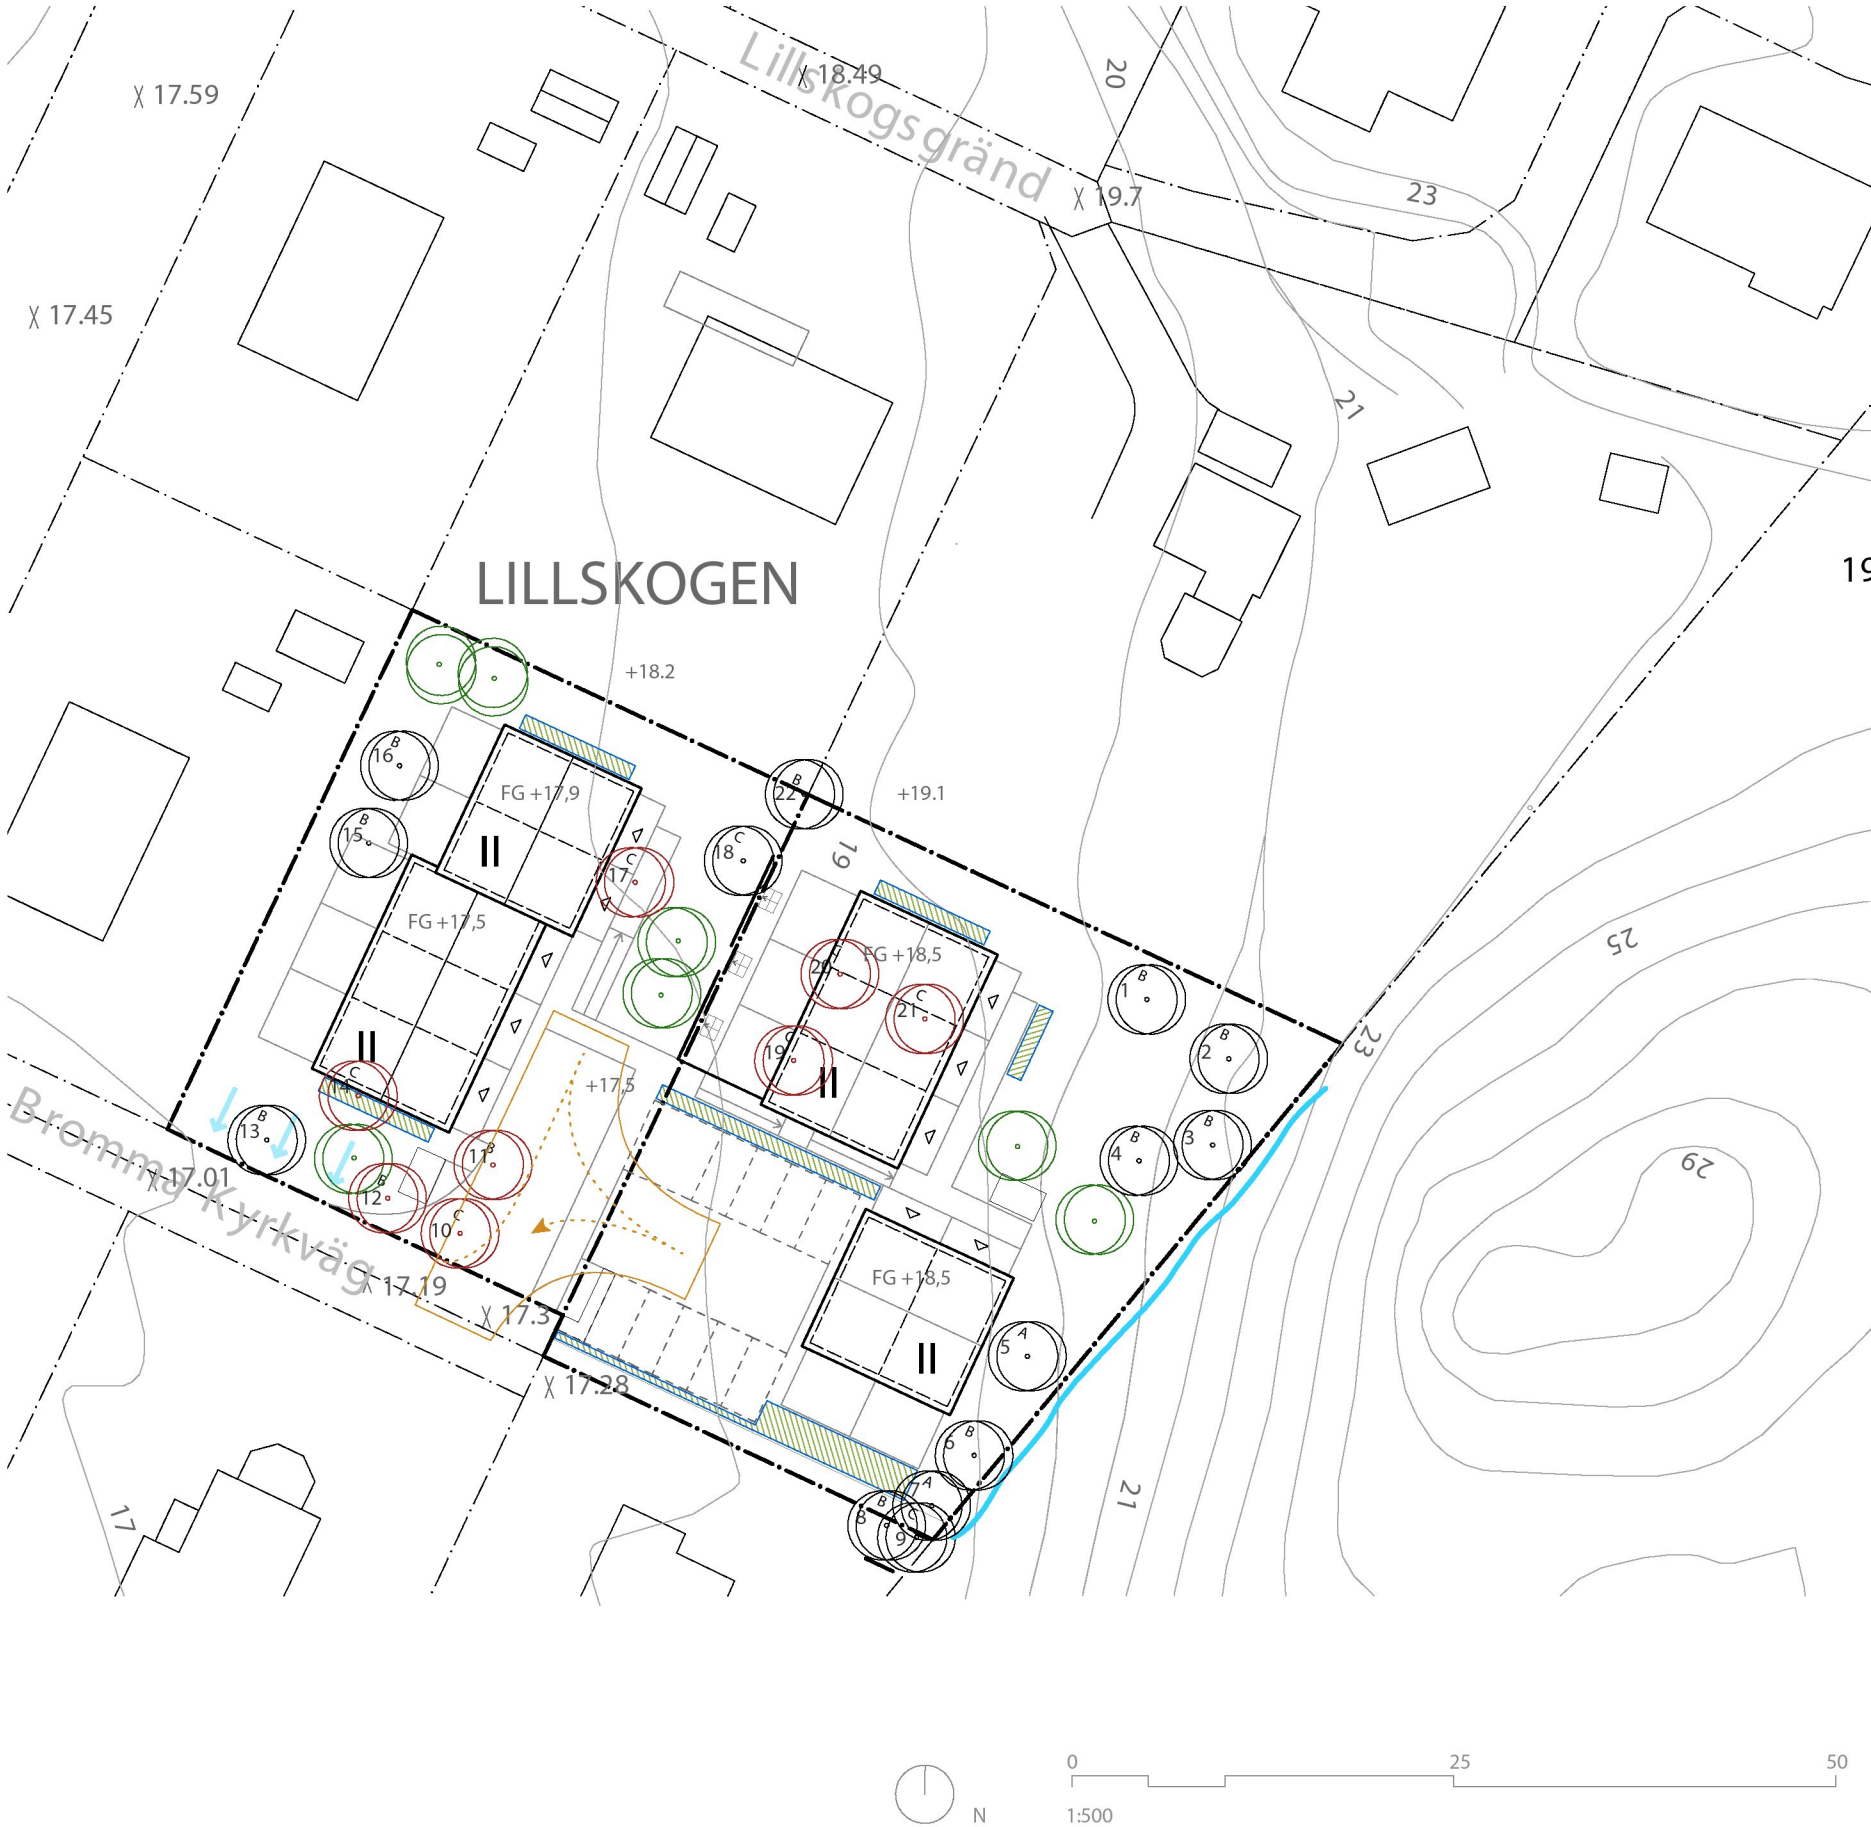 Lillskogsgränd
X 18.49
20
X 17.59
X 19.7
23
X 17.45
21
19
LILLSKOGEN
+18.2
B
16
FG +17,9
B
22
+19.1
B
15
II
C
18
19
C
17
FG +17,5
25
20
FG +18,5
C
21
B
1
II
C
19
II
B
2
23
C
14
+17,5
Bromma Kyrkväg
B
13
B
11
B
4
B
3
29
X 17.01
B
12
C
10
X 17.19
FG +18,5
X 17.3
A
5
II
X 17.28
B
6
17
A
7
21
B
8
C
9
0
25
50
N
1:500